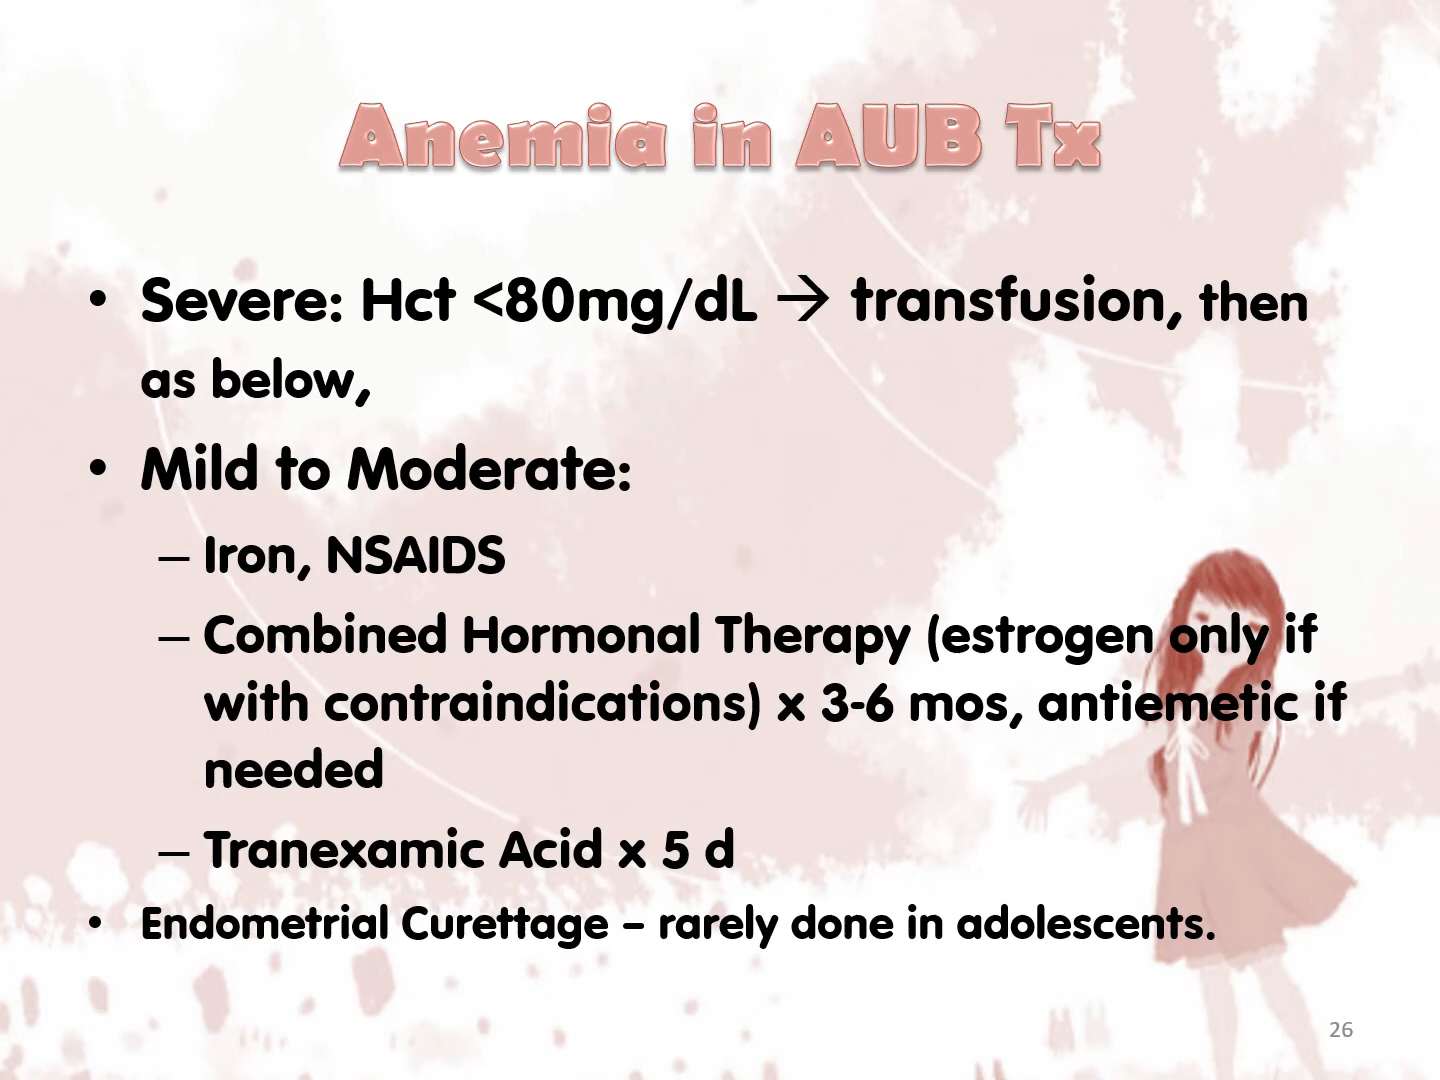 Anemia in AUB Tx
• Severe: Hct <80mg/dL → transfusion, then
as below,
• Mild to Moderate:
– Iron, NSAIDS
– Combined Hormonal Therapy (estrogen only if
with contraindications) x 3-6 mos, antiemetic if
needed
– Tranexamic Acid x 5 d
• Endometrial Curettage – rarely done in adolescents.
26